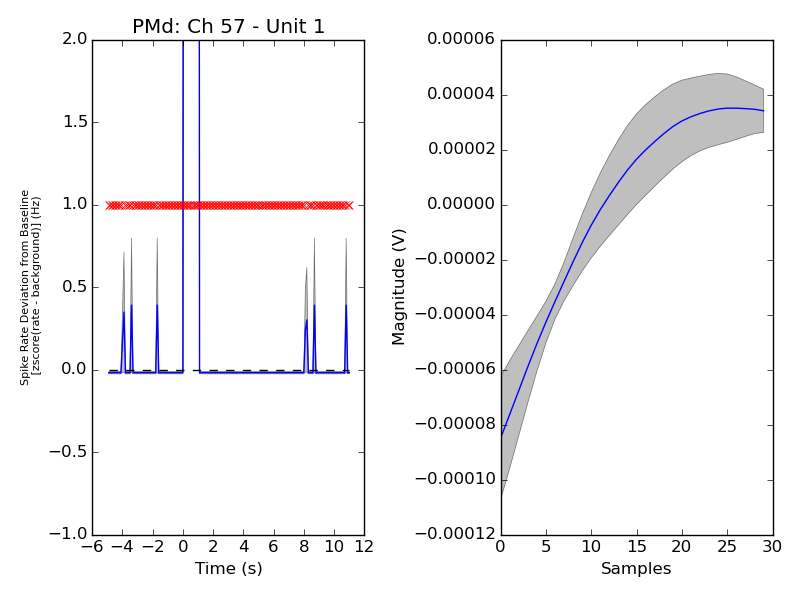 PMd: Ch 57 - Unit 1
2.0
1.5
1.0
0.5
0.0
−0.5
−1.0
Spike Rate Deviation from Baseline
[zscore(rate - background)] (Hz)
−6 −4 −2 0 2 4 6 8 10 12
Time (s)
0.00006
0.00004
0.00002
0.00000
−0.00002
−0.00004
−0.00006
−0.00008
−0.00010
−0.00012
Magnitude (V)
0 5 10 15 20 25 30
Samples